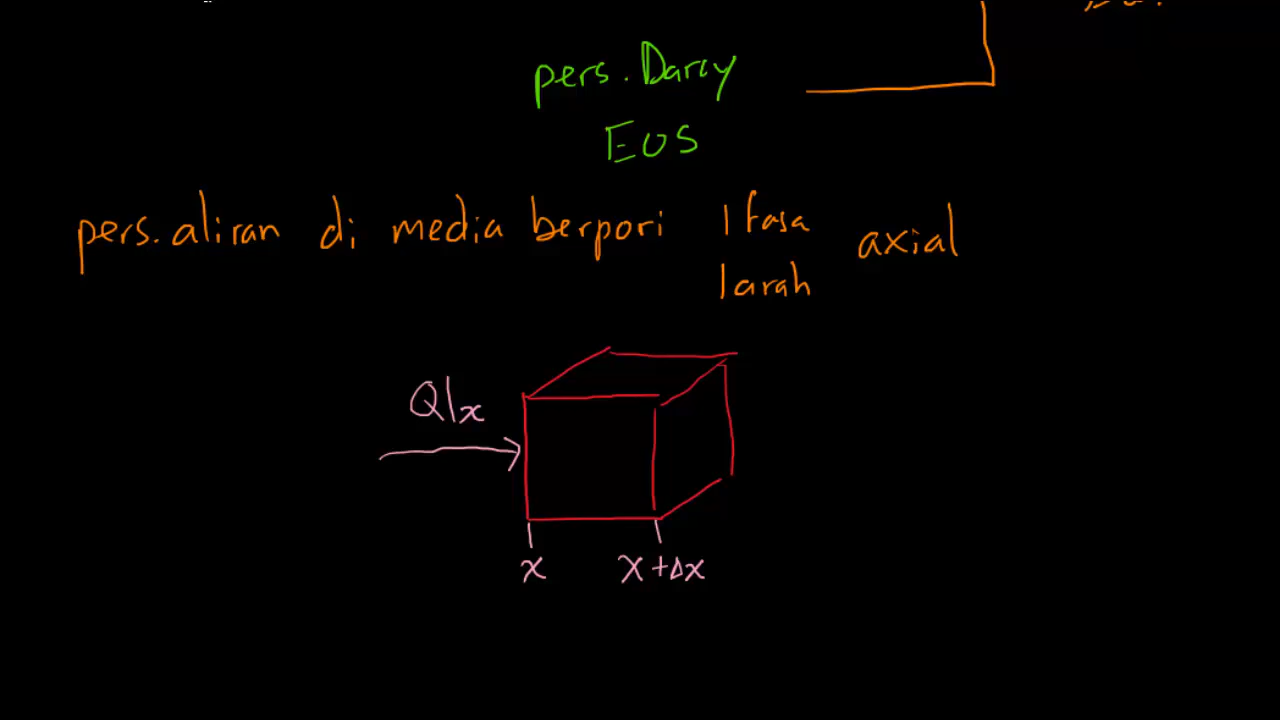 pers. Darcy
EOS
pers. aliran di media berpori 1 fasa axial
1 arah
Q|x
x
x+Δx